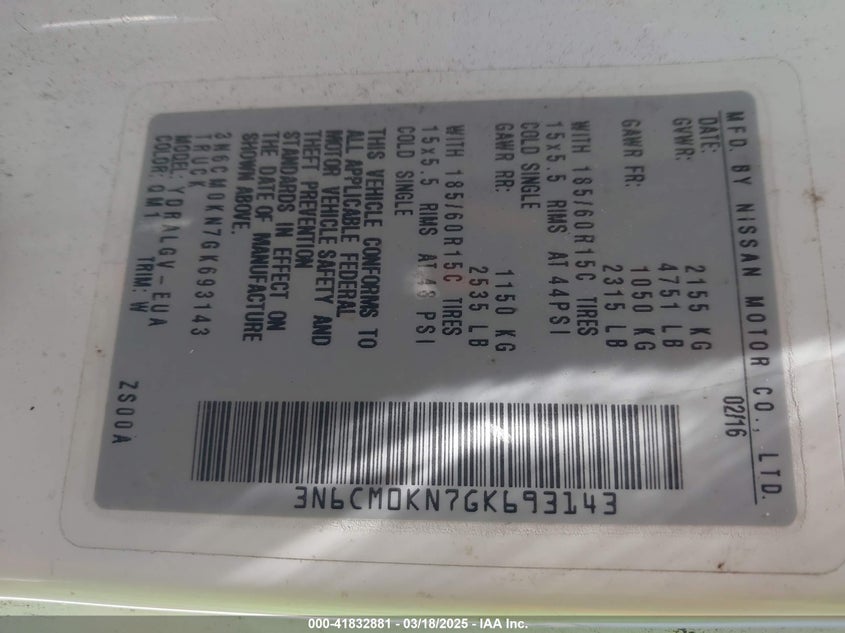 MFD. BY NISSAN MOTOR CO., LTD.
DATE: 02/16
GVWR: 2155 KG
4751 LB
GAWR FR: 1050 KG
2315 LB
WITH 185/60R15C TIRES
15x5.5 RIMS AT 44PSI
COLD SINGLE
GAWR RR: 1150 KG
2535 LB
WITH 185/60R15C TIRES
15x5.5 RIMS AT 48 PSI
COLD SINGLE
THIS VEHICLE CONFORMS TO
ALL APPLICABLE FEDERAL
MOTOR VEHICLE SAFETY AND
THEFT PREVENTION
STANDARDS IN EFFECT ON
THE DATE OF MANUFACTURE
SHOWN ABOVE.
3N6CM0KN7GK693143
TRUCK
MODEL: YDRALGV-EUA
COLOR: QM1 TRIM: W
ZS00A
3N6CM0KN7GK693143
000-41832881 - 03/18/2025 - IAA Inc.